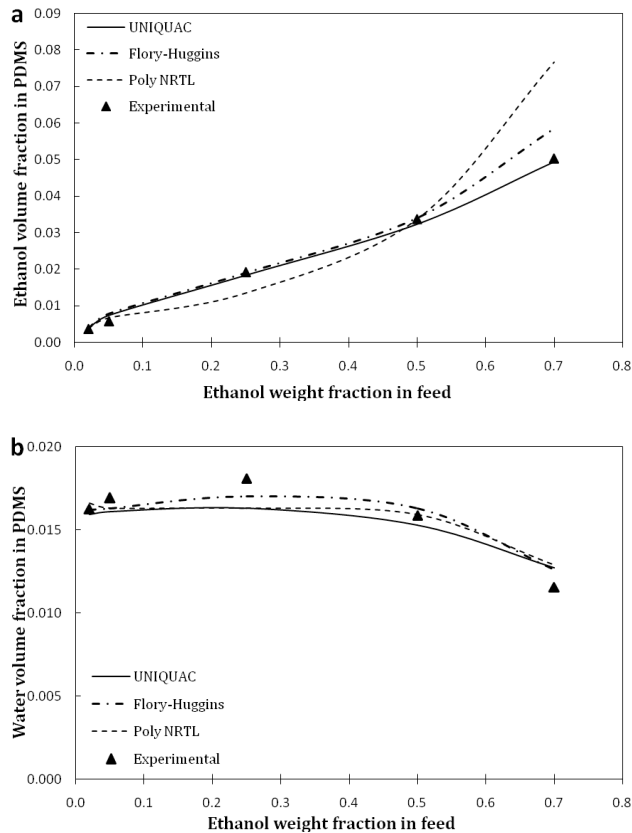 a
0.09
0.08
0.07
0.06
0.05
0.04
0.03
0.02
0.01
0.00
Ethanol volume fraction in PDMS
UNIQUAC
Flory-Huggins
Poly NRTL
Experimental
0.0 0.1 0.2 0.3 0.4 0.5 0.6 0.7 0.8
Ethanol weight fraction in feed
b
0.020
0.015
0.010
0.005
0.000
Water volume fraction in PDMS
UNIQUAC
Flory-Huggins
Poly NRTL
Experimental
0.0 0.1 0.2 0.3 0.4 0.5 0.6 0.7 0.8
Ethanol weight fraction in feed